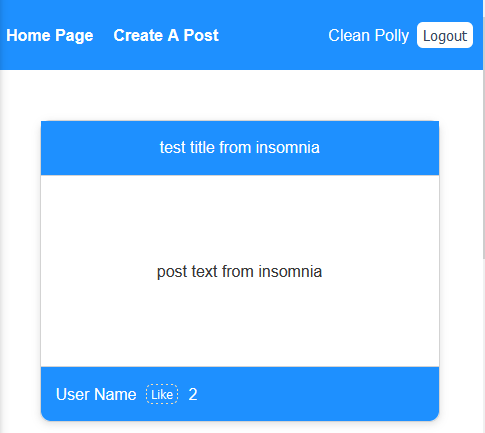 Home Page Create A Post Clean Polly Logout
test title from insomnia
post text from insomnia
User Name Like 2